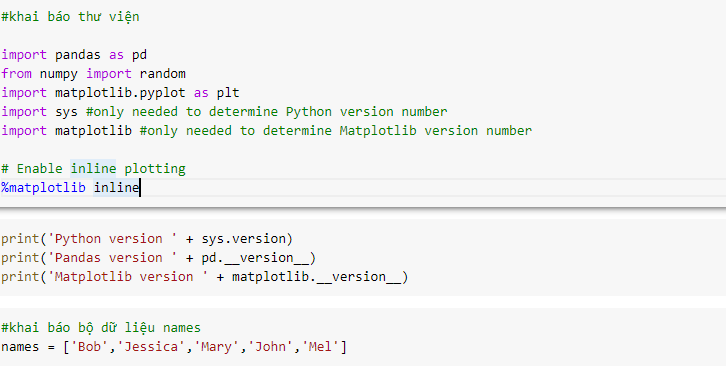 #khai báo thư viện
import pandas as pd
from numpy import random
import matplotlib.pyplot as plt
import sys #only needed to determine Python version number
import matplotlib #only needed to determine Matplotlib version number
# Enable inline plotting
%matplotlib inline
print('Python version ' + sys.version)
print('Pandas version ' + pd.__version__)
print('Matplotlib version ' + matplotlib.__version__)
#khai báo bộ dữ liệu names
names = ['Bob','Jessica','Mary','John','Mel']